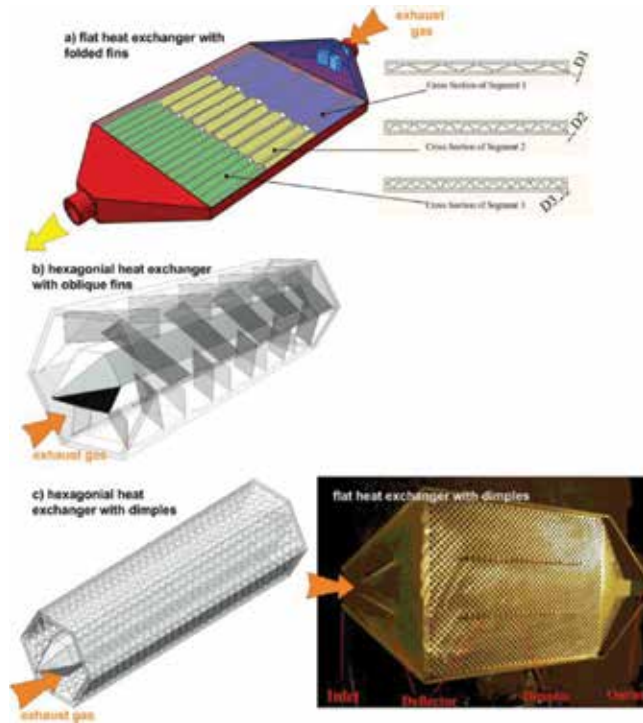 exhaust
gas
a) flat heat exchanger with
folded fins
D1
Cross Section of Segment 1
D2
Cross Section of Segment 2
Cross Section of Segment 3
D3
b) hexagonial heat exchanger
with oblique fins
exhaust gas
c) hexagonial heat
exchanger with dimples
flat heat exchanger with dimples
exhaust gas
Inlet
Deflector
Dimples
Outlet